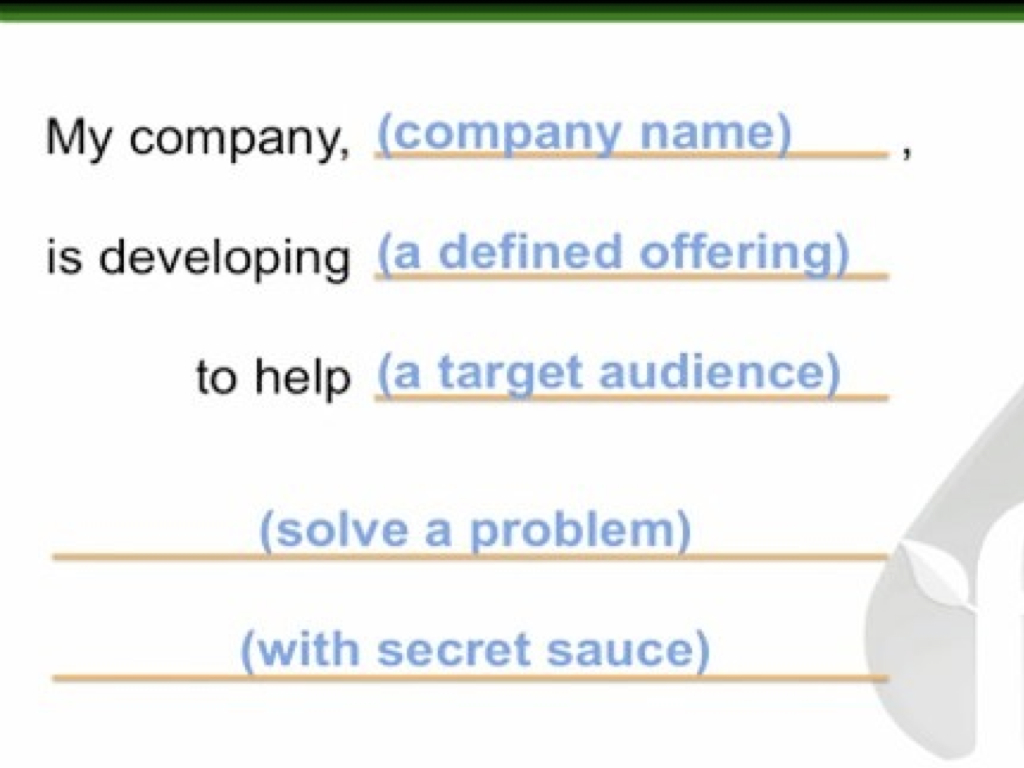 My company, (company name) ,
is developing (a defined offering)
to help (a target audience)
(solve a problem)
(with secret sauce)